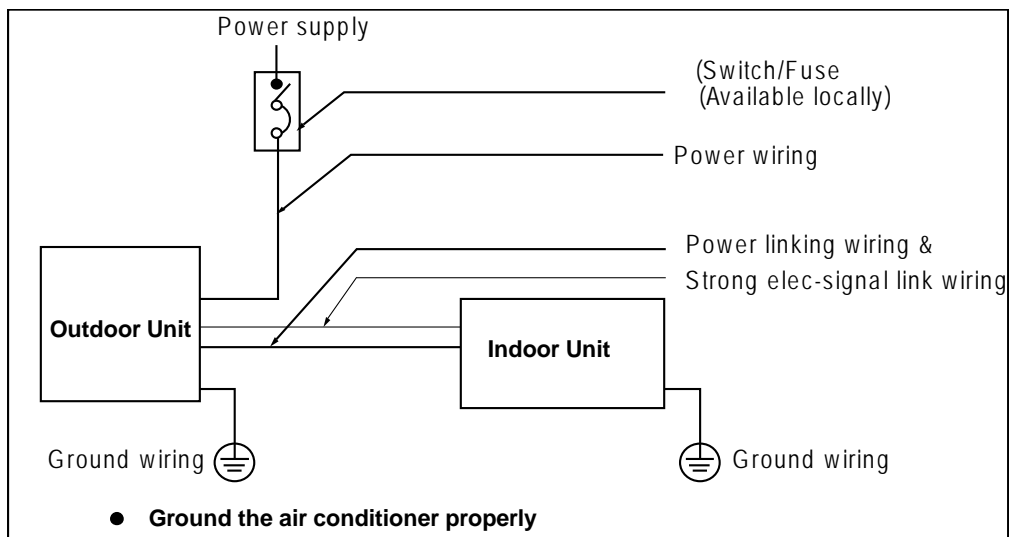 Power supply
(Switch/Fuse
(Available locally)
Power wiring
Power linking wiring &
Strong elec-signal link wiring
Outdoor Unit
Indoor Unit
Ground wiring
Ground wiring
● Ground the air conditioner properly